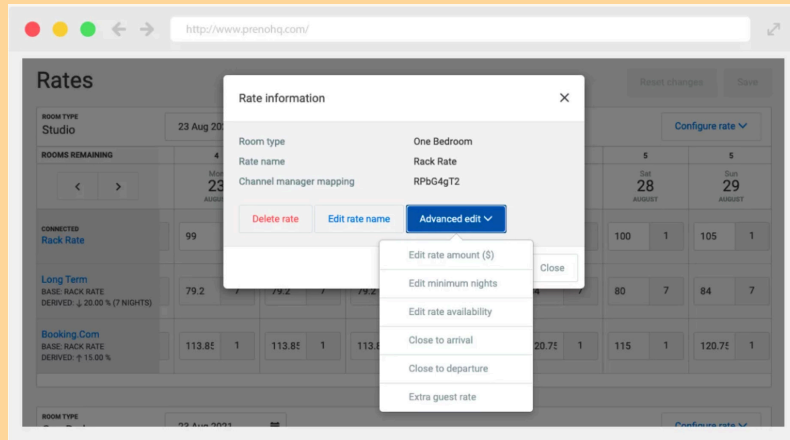 http://www.prenohq.com/
Rates
Reset changes
Save
ROOM TYPE
Studio
23 Aug 202
Configure rate
ROOMS REMAINING
4
5
5
Mon
23
AUGUST
Sat
28
AUGUST
Sun
29
AUGUST
CONNECTED
Rack Rate
99
100
1
105
1
Long Term
BASE: RACK RATE
DERIVED: ↓ 20.00 % (7 NIGHTS)
79.2
7
79.2
7
79.2
80
7
84
7
Booking.Com
BASE: RACK RATE
DERIVED: ↑ 15.00 %
113.85
1
113.85
1
113.8
20.75
1
115
1
120.75
1
Rate information
Room type
One Bedroom
Rate name
Rack Rate
Channel manager mapping
RPbG4gT2
Delete rate
Edit rate name
Advanced edit
Edit rate amount ($)
Edit minimum nights
Edit rate availability
Close to arrival
Close to departure
Extra guest rate
Close
ROOM TYPE
23 Aug 2021
Configure rate